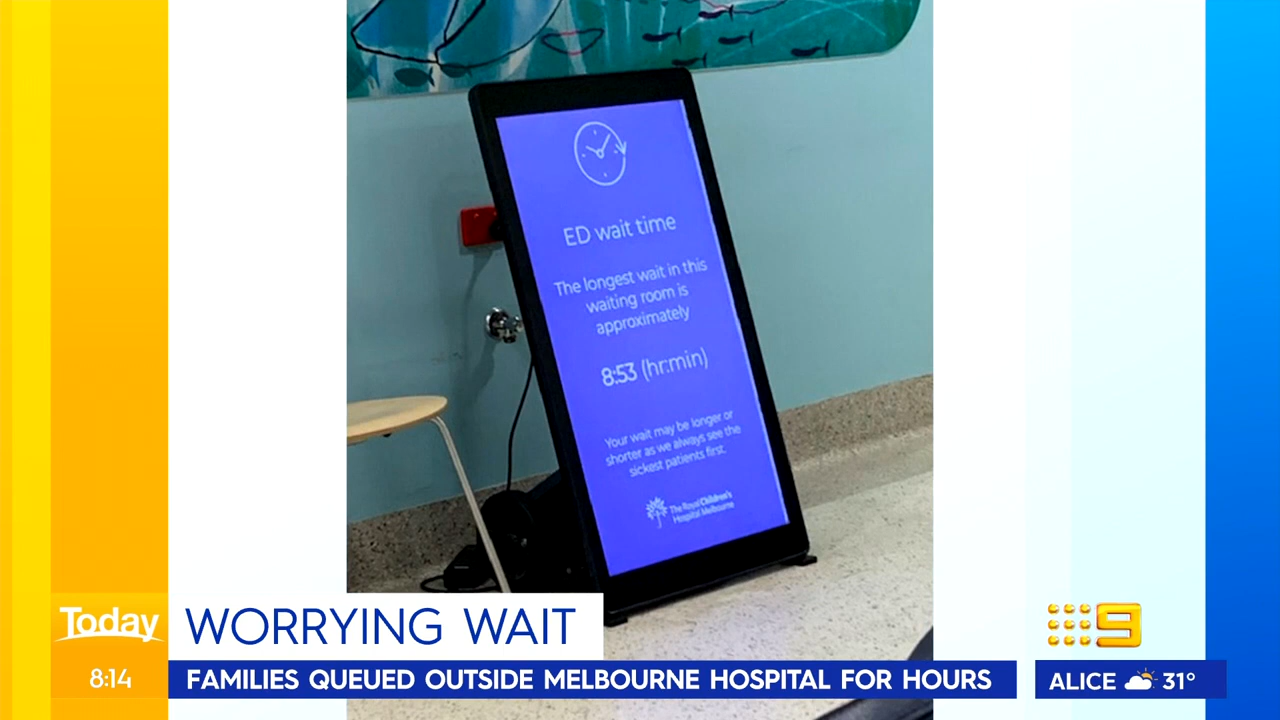 ED wait time
The longest wait in this
waiting room is
approximately
8:53 (hr:min)
Your wait may be longer or
shorter as we always see the
sickest patients first.
The Royal Children's
Hospital Melbourne
Today
WORRYING WAIT
9
8:14
FAMILIES QUEUED OUTSIDE MELBOURNE HOSPITAL FOR HOURS
ALICE 31°